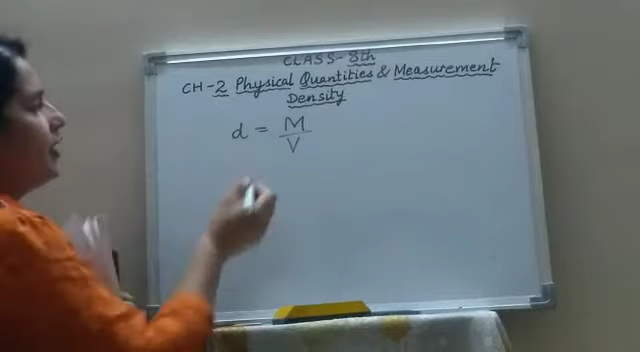 CLASS-8th
CH-2 Physical Quantities & Measurement
Density
d = M/V